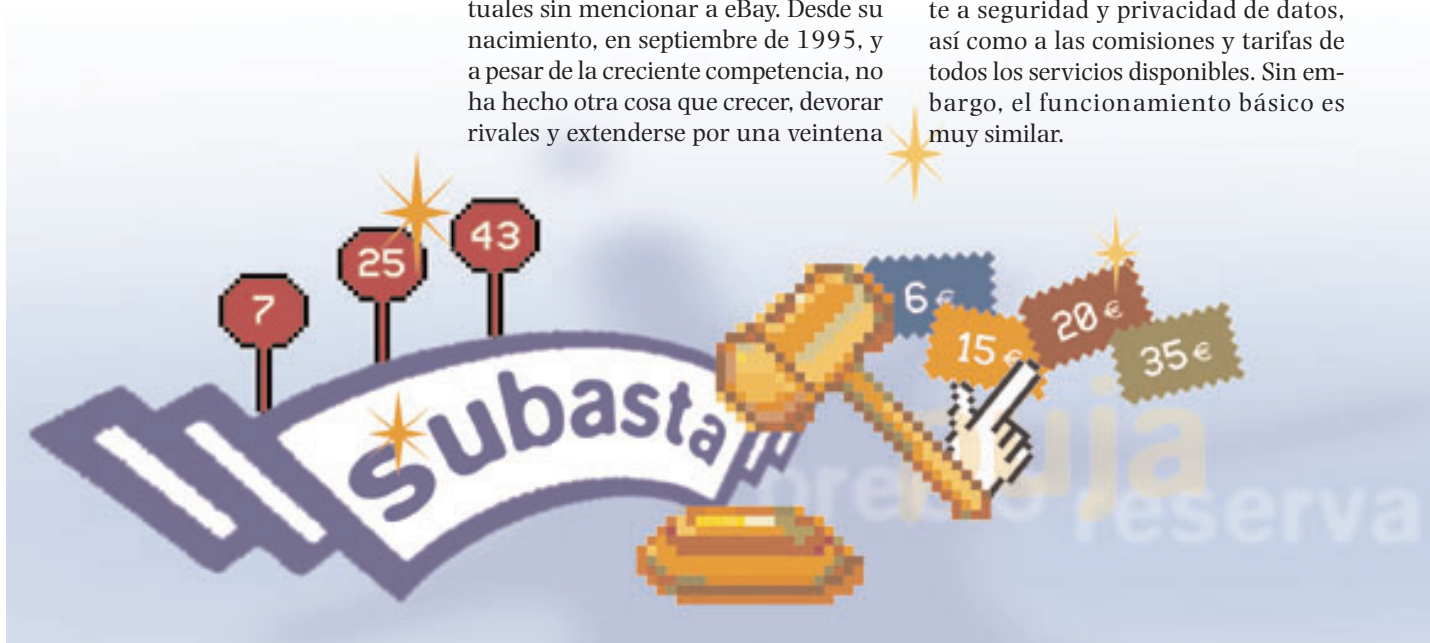 tuales sin mencionar a eBay. Desde su
nacimiento, en septiembre de 1995, y
a pesar de la creciente competencia, no
ha hecho otra cosa que crecer, devorar
rivales y extenderse por una veintena
te a seguridad y privacidad de datos,
así como a las comisiones y tarifas de
todos los servicios disponibles. Sin em-
bargo, el funcionamiento básico es
muy similar.
7
25
43
6 €
15 €
20 €
35 €
subasta
puja
precio reserva